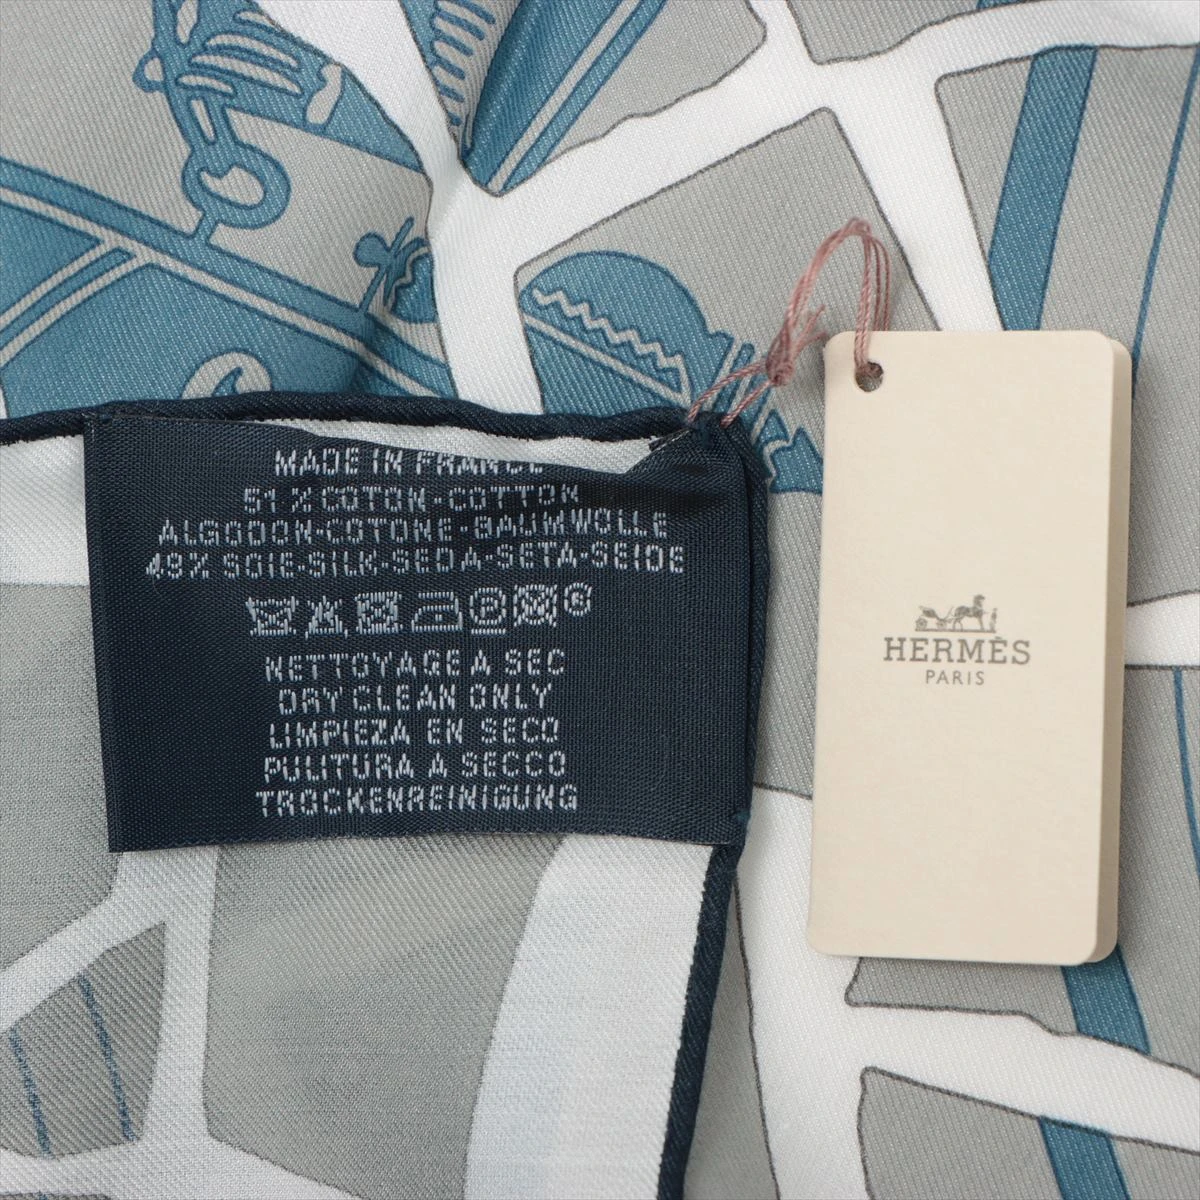 MADE IN FRANCE
51 % COTON-COTTON
ALGODON-COTONE-BAUMWOLLE
49% SOIE-SILK-SEDA-SETA-SEIDE
NETTOYAGE A SEC
DRY CLEAN ONLY
LIMPIEZA EN SECO
PULITURA A SECCO
TROCKENREINIGUNG
HERMÈS
PARIS